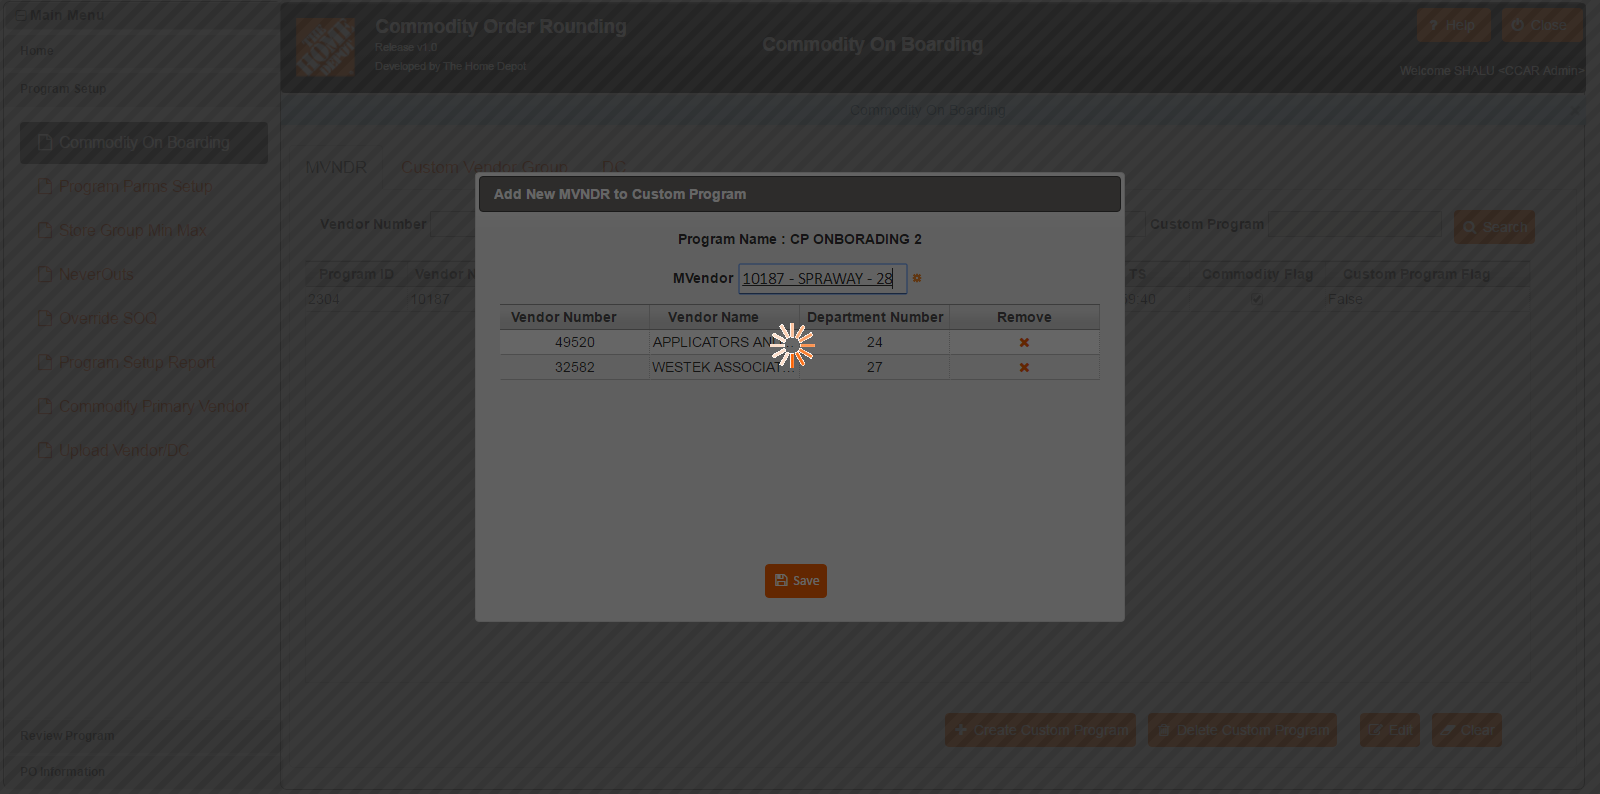 Main Menu
Home
Program Setup
Commodity On Boarding
Program Parms Setup
Store Group Min Max
NeverOuts
Override SOQ
Program Setup Report
Commodity Pimary Vendor
Upload Vendor/DC
Review Program
PO Information
THE HOME DEPOT
Commodity Order Rounding
Release v1.0
Developed by The Home Depot
Commodity On Boarding
? Help
Close
Welcome SHALU <CCAR Admin>
Commodity On Boarding
MVNDR Custom Vendor Group DC
Vendor Number
Custom Program
Search
Program ID Vendor N
TS Commodity Flag Custom Program Flag
2304 10187
59:40 False
Add New MVNDR to Custom Program
Program Name : CP ONBORADING 2
MVendor 10187 - SPRAWAY - 28
Vendor Number Vendor Name Department Number Remove
49520 APPLICATORS AN... 24
32582 WESTEK ASSOCIAT... 27
Save
Create Custom Program
Delete Custom Program
Edit
Clear